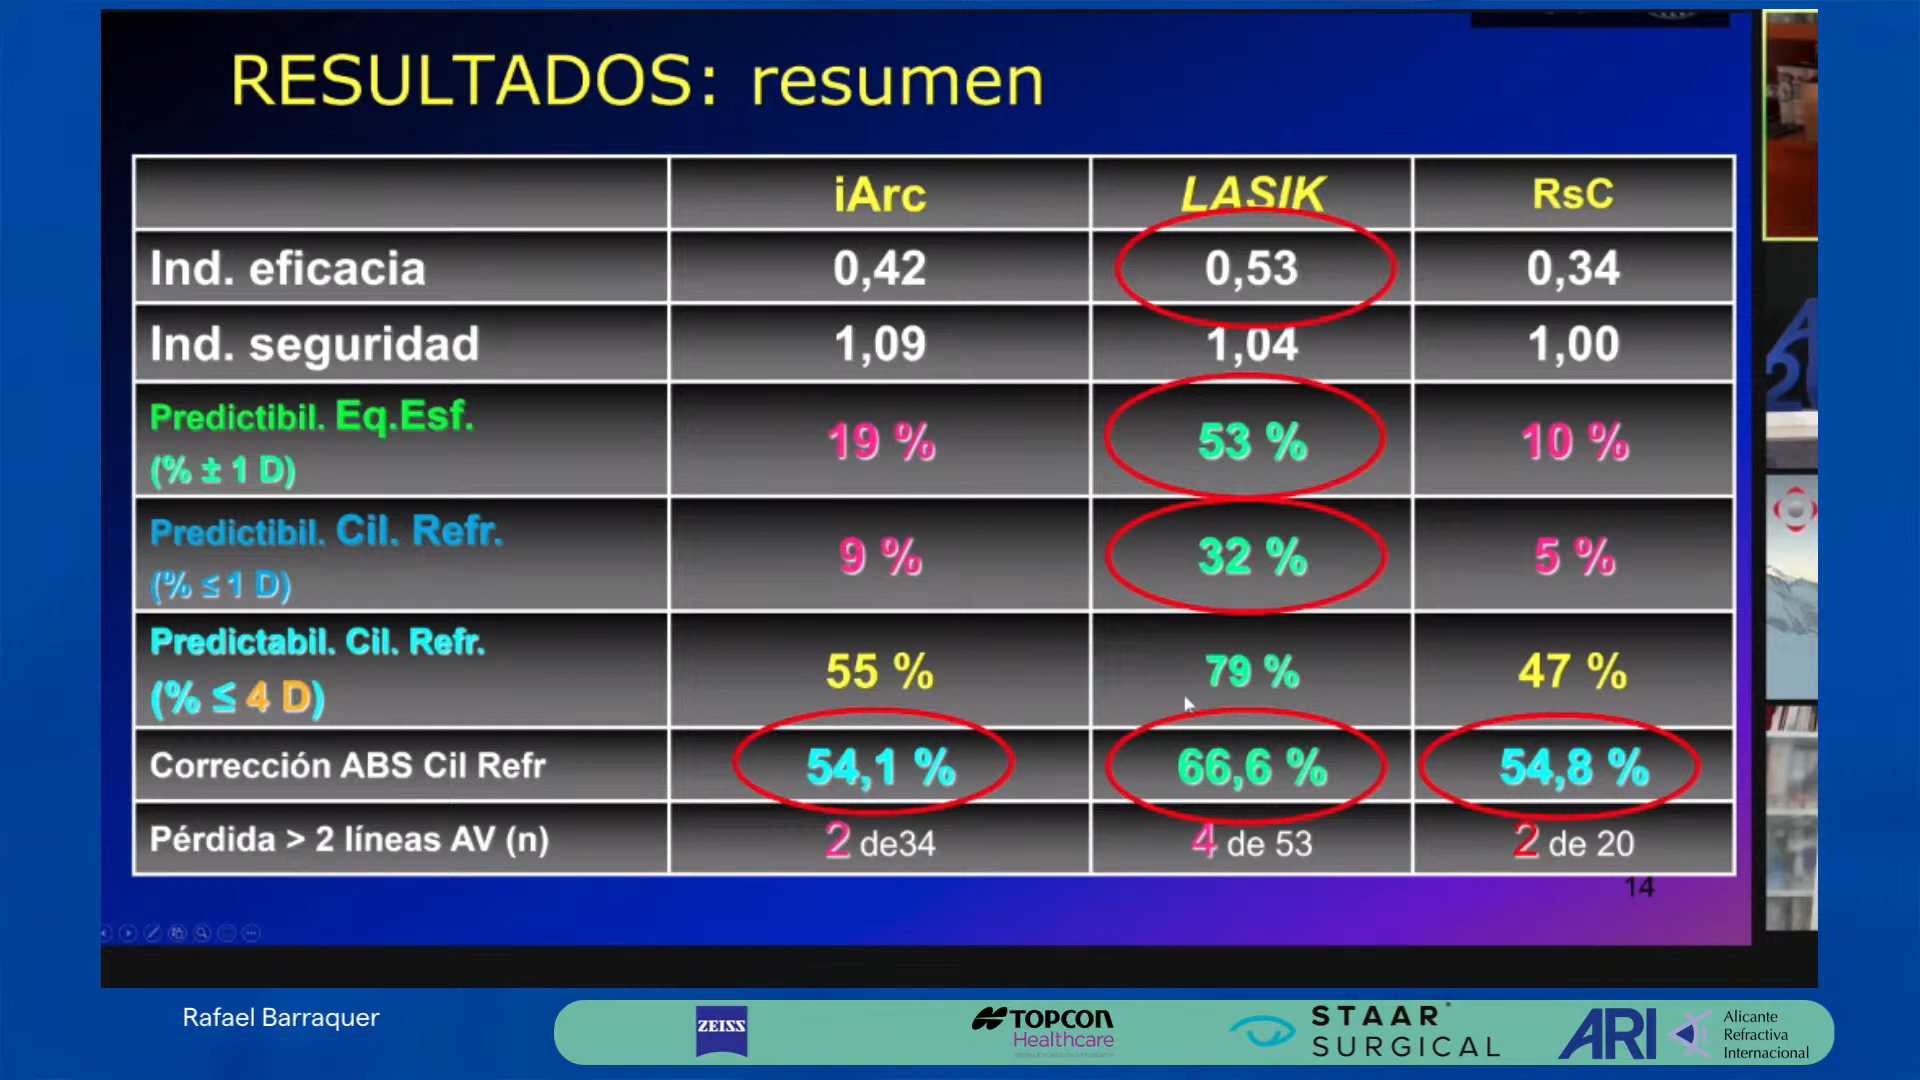 RESULTADOS: resumen
iArc LASIK RsC
Ind. eficacia 0,42 0,53 0,34
Ind. seguridad 1,09 1,04 1,00
Predictibil. Eq.Esf.
(% ± 1 D) 19 % 53 % 10 %
Predictibil. Cil. Refr.
(% ≤ 1 D) 9 % 32 % 5 %
Predictabil. Cil. Refr.
(% ≤ 4 D) 55 % 79 % 47 %
Corrección ABS Cil Refr 54,1 % 66,6 % 54,8 %
Pérdida > 2 líneas AV (n) 2 de34 4 de 53 2 de 20
14
Rafael Barraquer
ZEISS
TOPCON
Healthcare
STAAR
SURGICAL
ARI
Alicante
Refractiva
Internacional